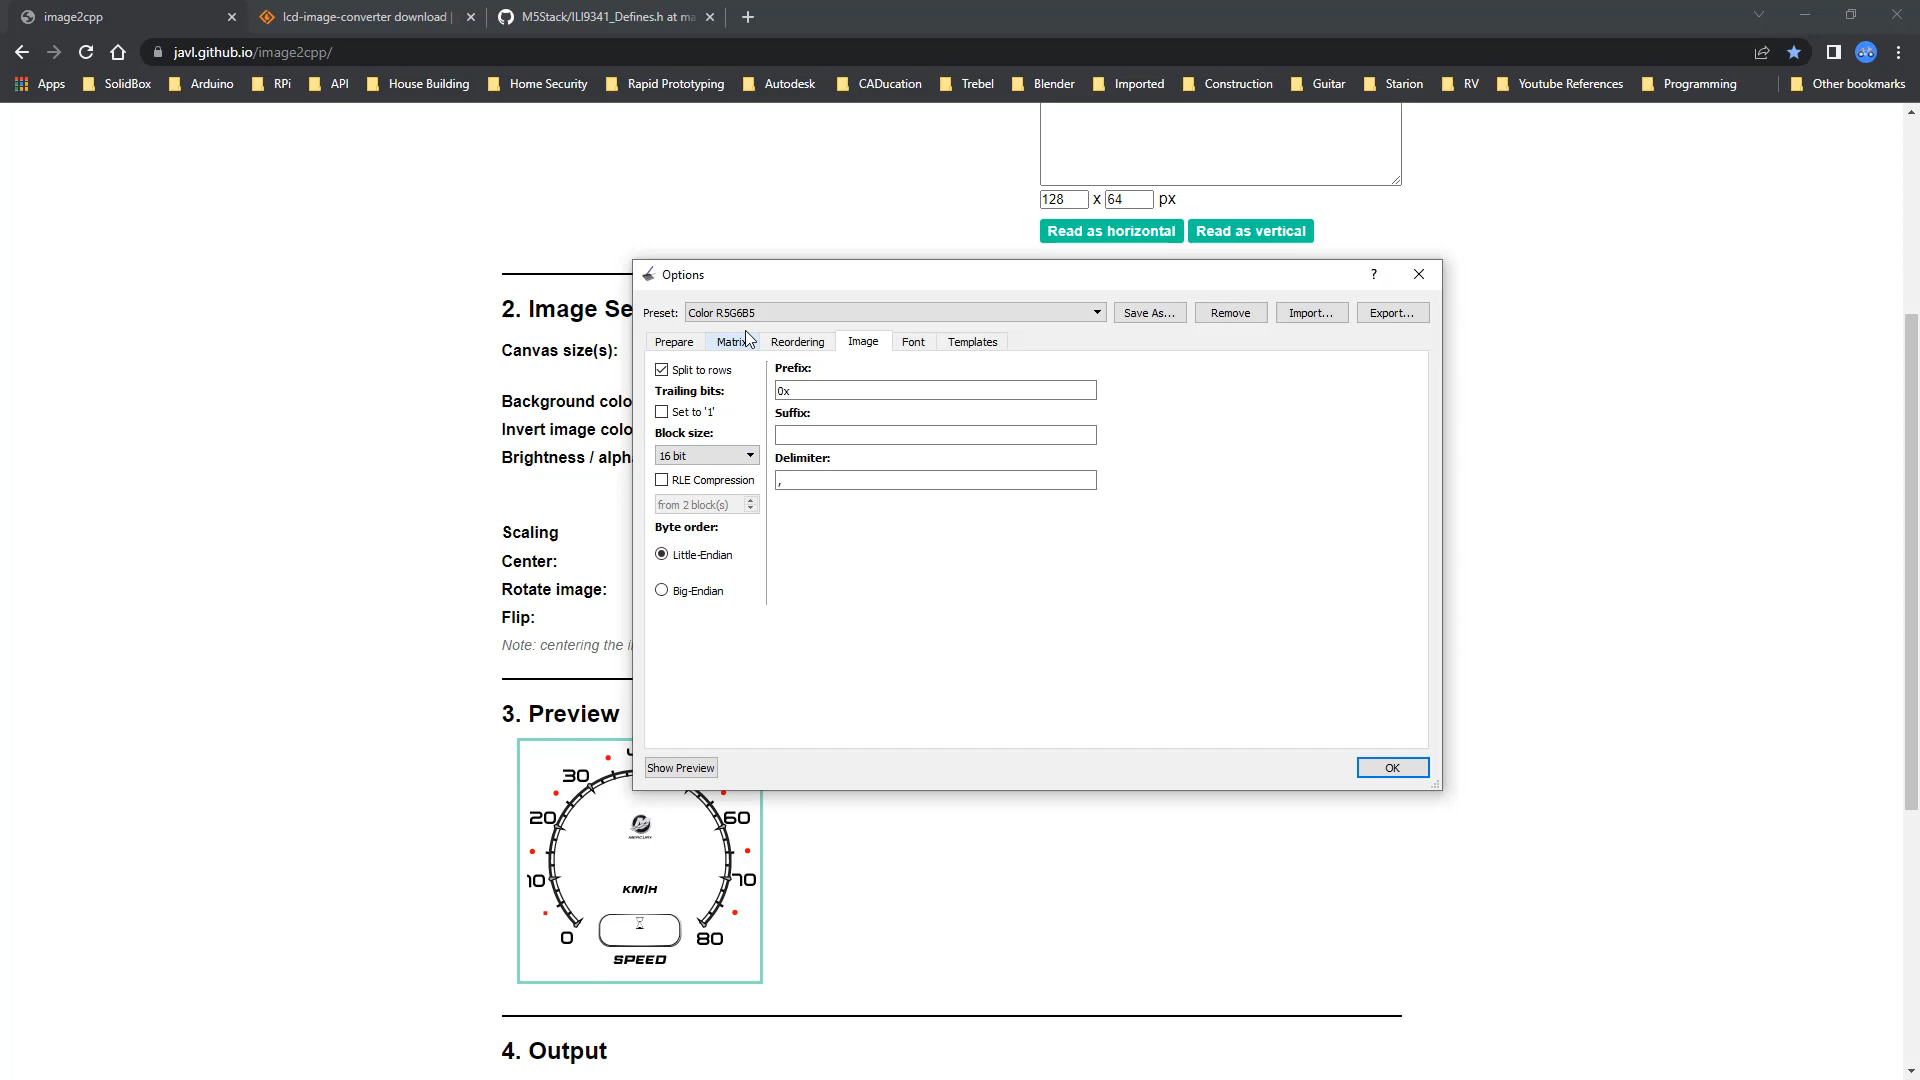 image2cpp
lcd-image-converter download |
M5Stack/ILI9341_Defines.h at ma
javl.github.io/image2cpp/
Apps SolidBox Arduino RPi API House Building Home Security Rapid Prototyping Autodesk CADucation Trebel Blender Imported Construction Guitar Starion RV Youtube References Programming Other bookmarks
128 x 64 px
Read as horizontal Read as vertical
2. Image Se
Canvas size(s):
Background colo
Invert image colo
Brightness / alpha
Scaling
Center:
Rotate image:
Flip:
Note: centering the i
Options
?
Preset: Color R5G6B5 Save As... Remove Import... Export...
Prepare Matrix Reordering Image Font Templates
Split to rows
Trailing bits:
Set to '1'
Block size:
16 bit
RLE Compression
from 2 block(s)
Byte order:
Little-Endian
Big-Endian
Prefix:
0x
Suffix:
Delimiter:
,
Show Preview OK
3. Preview
30
20 60
10 70
MERCURY
KM/H
0 80
SPEED
4. Output